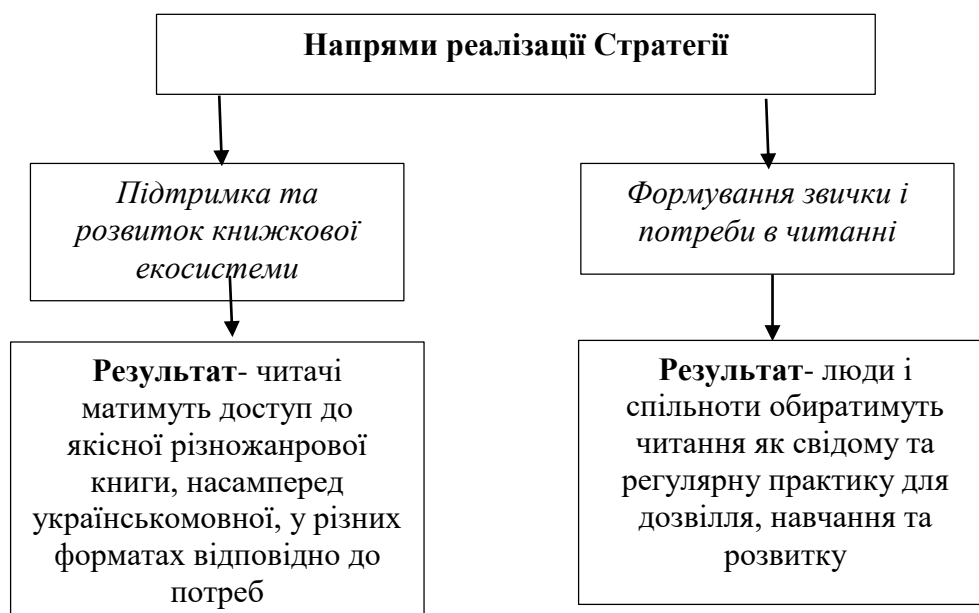 Напрями реалізації Стратегії
Підтримка та
розвиток книжкової
екосистеми
Формування звички і
потреби в читанні
Результат- читачі
матимуть доступ до
якісної різножанрової
книги, насамперед
українськомовної, у різних
форматах відповідно до
потреб
Результат- люди і
спільноти обиратимуть
читання як свідому та
регулярну практику для
дозвілля, навчання та
розвитку